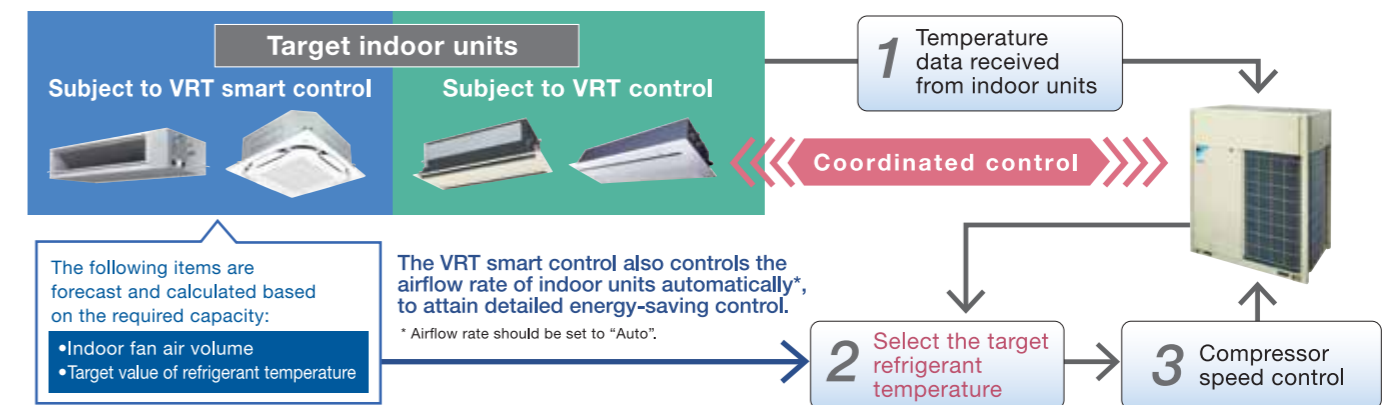 Target indoor units
Subject to VRT smart control
Subject to VRT control
1 Temperature
data received
from indoor units
Coordinated control
The following items are
forecast and calculated based
on the required capacity:
•Indoor fan air volume
•Target value of refrigerant temperature
The VRT smart control also controls the
airflow rate of indoor units automatically*,
to attain detailed energy-saving control.
* Airflow rate should be set to “Auto”.
2 Select the target
refrigerant
temperature
3 Compressor
speed control